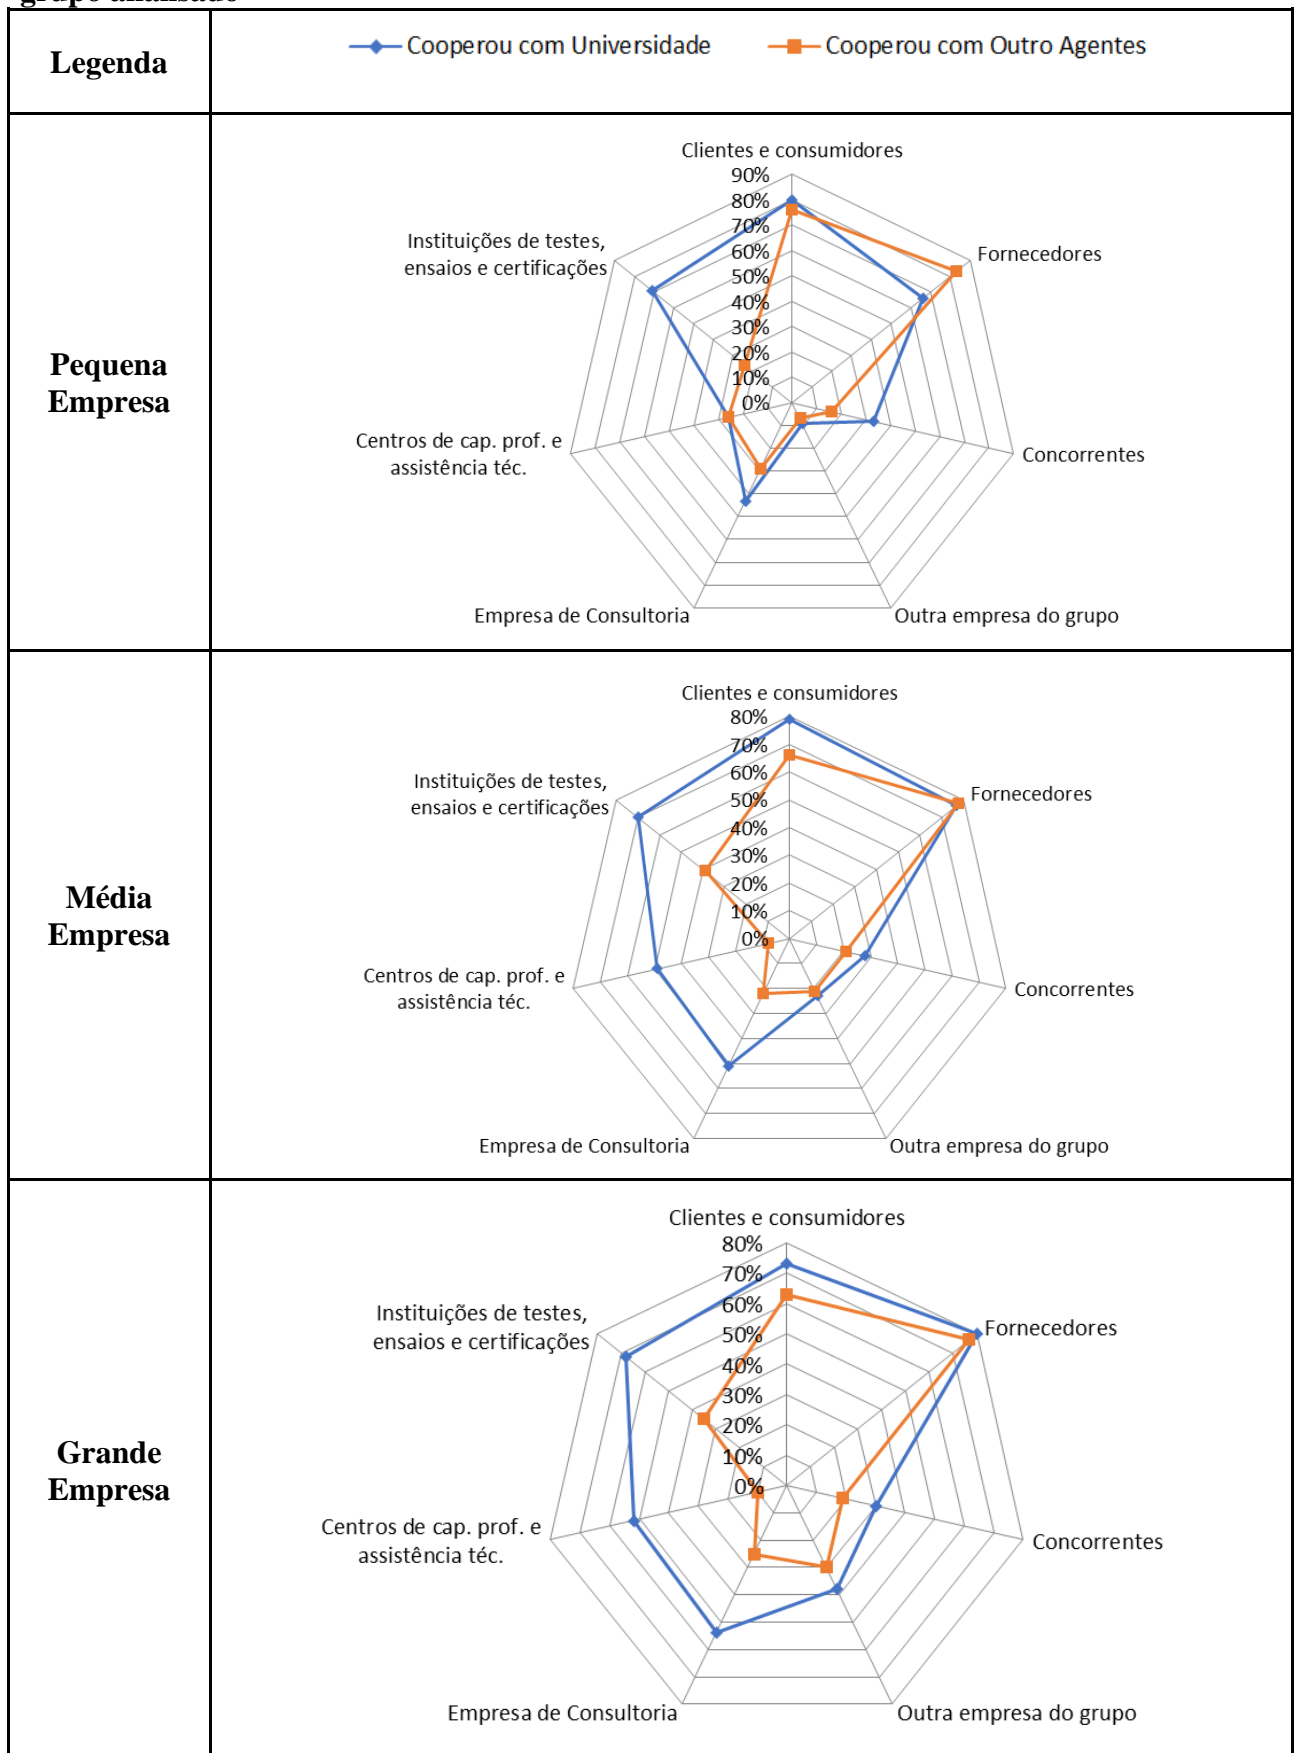 grupo analisado
Legenda
Cooperou com Universidade
Cooperou com Outro Agentes
Pequena
Empresa
Clientes e consumidores
90%
80%
70%
60%
50%
40%
30%
20%
10%
0%
Instituições de testes,
ensaios e certificações
Fornecedores
Centros de cap. prof. e
assistência téc.
Concorrentes
Empresa de Consultoria
Outra empresa do grupo
Média
Empresa
Clientes e consumidores
80%
70%
60%
50%
40%
30%
20%
10%
0%
Instituições de testes,
ensaios e certificações
Fornecedores
Centros de cap. prof. e
assistência téc.
Concorrentes
Empresa de Consultoria
Outra empresa do grupo
Grande
Empresa
Clientes e consumidores
80%
70%
60%
50%
40%
30%
20%
10%
0%
Instituições de testes,
ensaios e certificações
Fornecedores
Centros de cap. prof. e
assistência téc.
Concorrentes
Empresa de Consultoria
Outra empresa do grupo